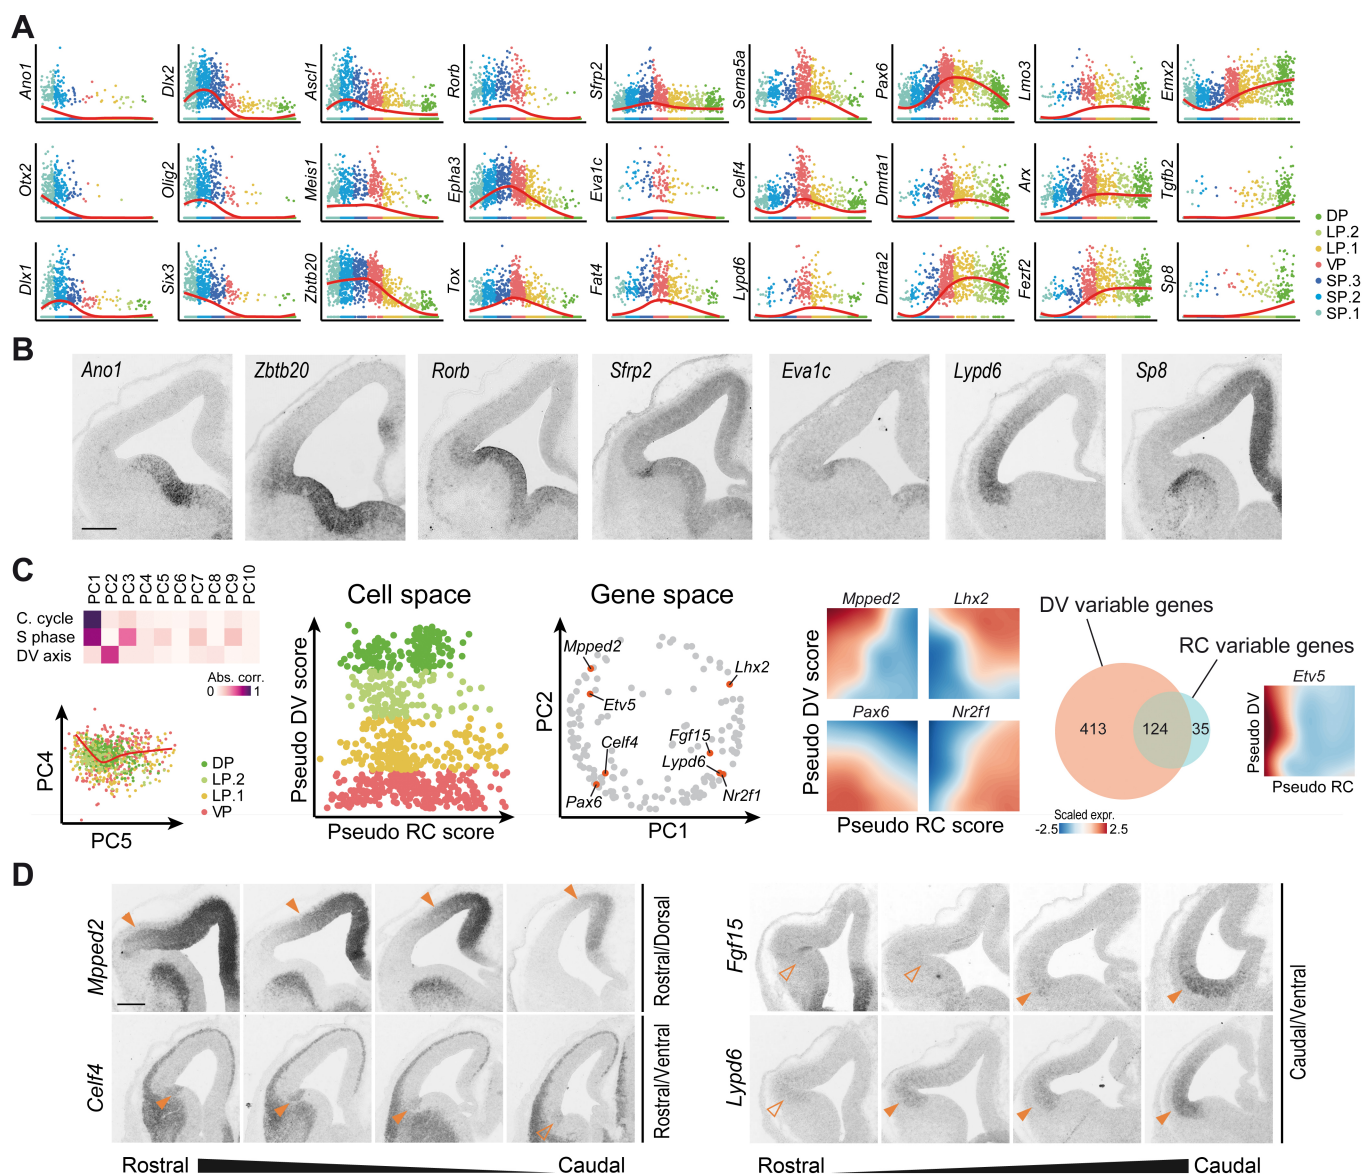 A
Ano1
Dlx2
Ascl1
Rorb
Sfrp2
Sema5a
Pax6
Lmo3
Emx2
Otx2
Olig2
Meis1
Epha3
Eva1c
Celf4
Dmrta1
Arx
Tgfb2
Dlx1
Six3
Zbtb20
Tox
Fat4
Lypd6
Dmrta2
Fezf2
Sp8
DP
LP.2
LP.1
VP
SP.3
SP.2
SP.1
B
Ano1
Zbtb20
Rorb
Sfrp2
Eva1c
Lypd6
Sp8
C
PC1
PC2
PC3
PC4
PC5
PC6
PC7
PC8
PC9
PC10
C. cycle
S phase
DV axis
Abs. corr.
0 1
PC4
PC5
DP
LP.2
LP.1
VP
Cell space
Pseudo DV score
Pseudo RC score
Gene space
PC2
PC1
Mpped2
Lhx2
Etv5
Celf4
Fgf15
Lypd6
Pax6
Nr2f1
Mpped2
Lhx2
Pax6
Nr2f1
Pseudo DV score
Pseudo RC score
DV variable genes
RC variable genes
413
124
35
Scaled expr.
-2.5 2.5
Etv5
Pseudo DV
Pseudo RC
D
Mpped2
Rostral/Dorsal
Celf4
Rostral/Ventral
Rostral Caudal
Fgf15
Lypd6
Caudal/Ventral
Rostral Caudal